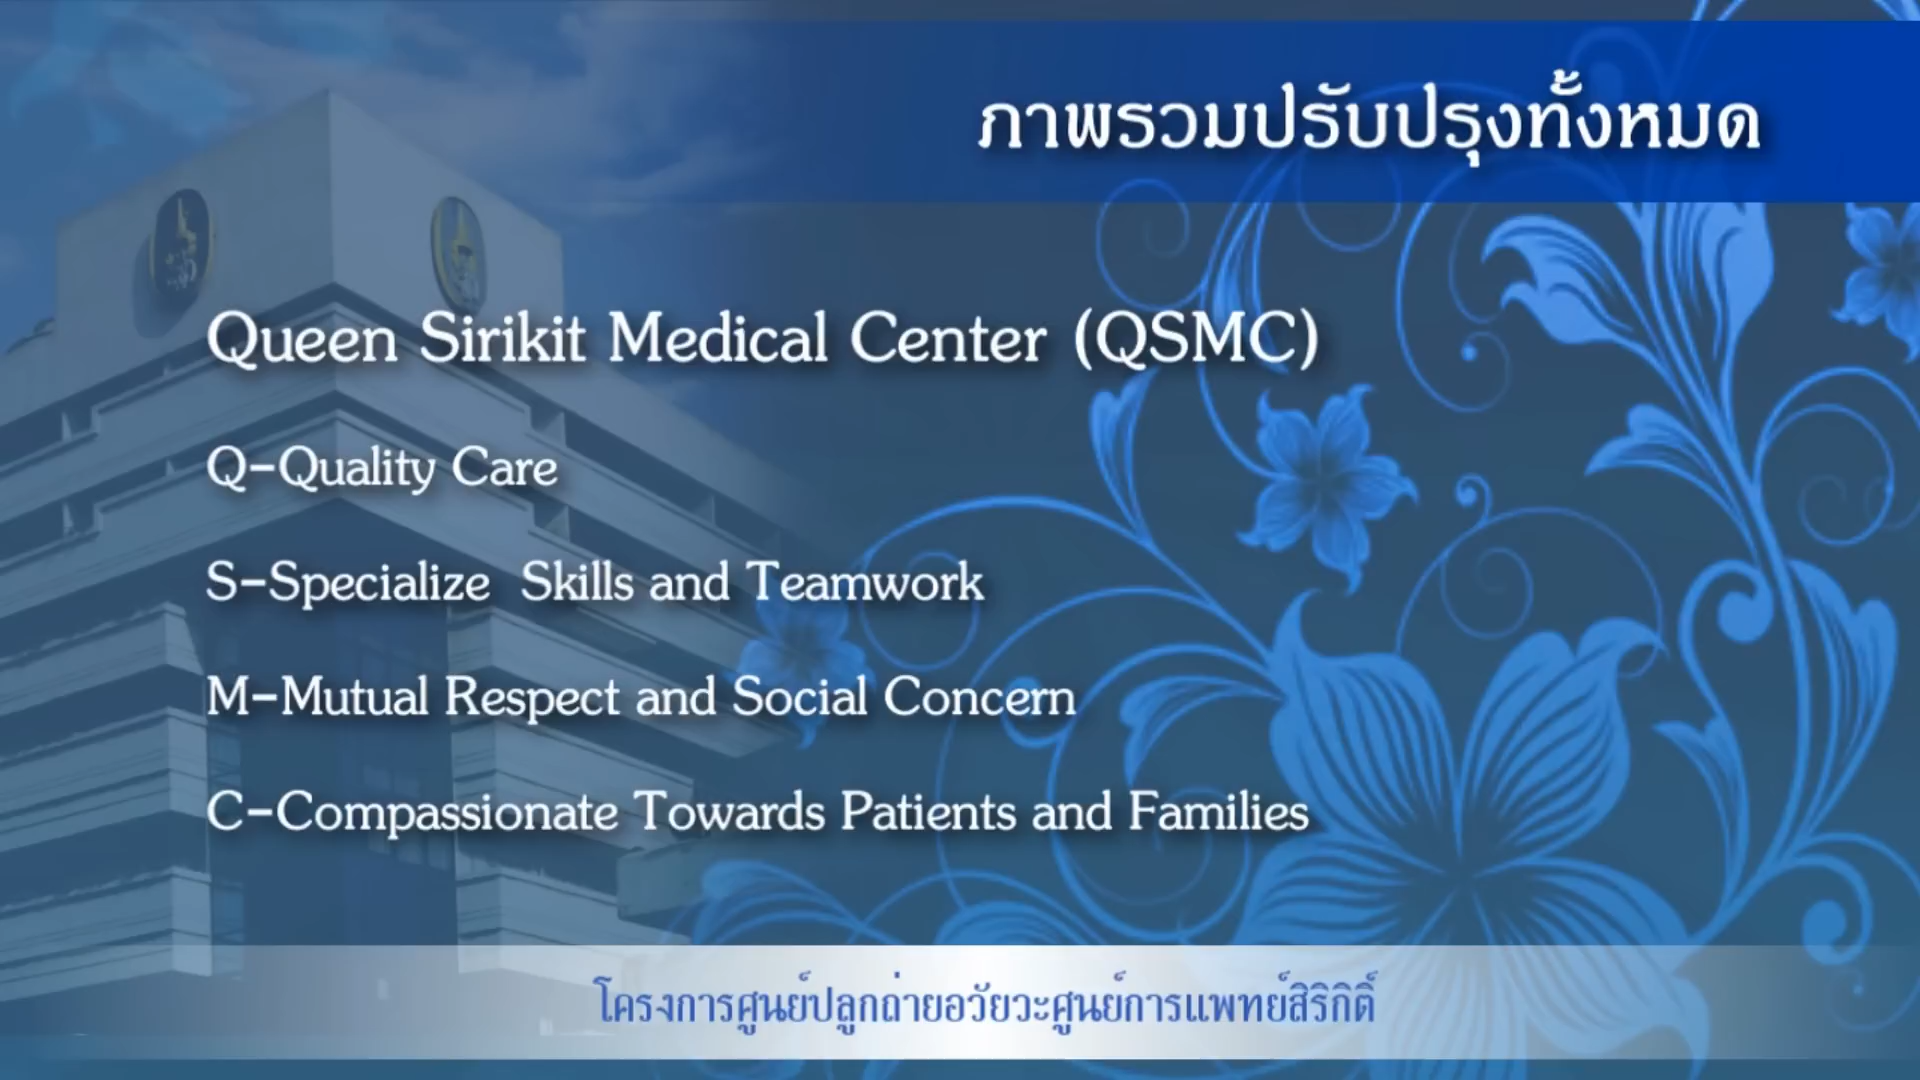 ภาพรวมปรับปรุงทั้งหมด
Queen Sirikit Medical Center (QSMC)
Q-Quality Care
S-Specialize Skills and Teamwork
M-Mutual Respect and Social Concern
C-Compassionate Towards Patients and Families
โครงการศูนย์ปลูกถ่ายอวัยวะศูนย์การแพทย์สิริกิติ์